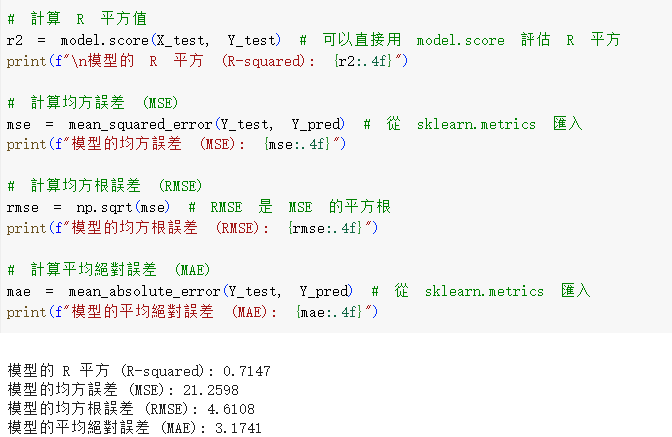 # 計算 R 平方值
r2 = model.score(X_test, Y_test) # 可以直接用 model.score 評估 R 平方
print(f"\n模型的 R 平方 (R-squared): {r2:.4f}")
# 計算均方誤差 (MSE)
mse = mean_squared_error(Y_test, Y_pred) # 從 sklearn.metrics 匯入
print(f"模型的均方誤差 (MSE): {mse:.4f}")
# 計算均方根誤差 (RMSE)
rmse = np.sqrt(mse) # RMSE 是 MSE 的平方根
print(f"模型的均方根誤差 (RMSE): {rmse:.4f}")
# 計算平均絕對誤差 (MAE)
mae = mean_absolute_error(Y_test, Y_pred) # 從 sklearn.metrics 匯入
print(f"模型的平均絕對誤差 (MAE): {mae:.4f}")
模型的 R 平方 (R-squared): 0.7147
模型的均方誤差 (MSE): 21.2598
模型的均方根誤差 (RMSE): 4.6108
模型的平均絕對誤差 (MAE): 3.1741